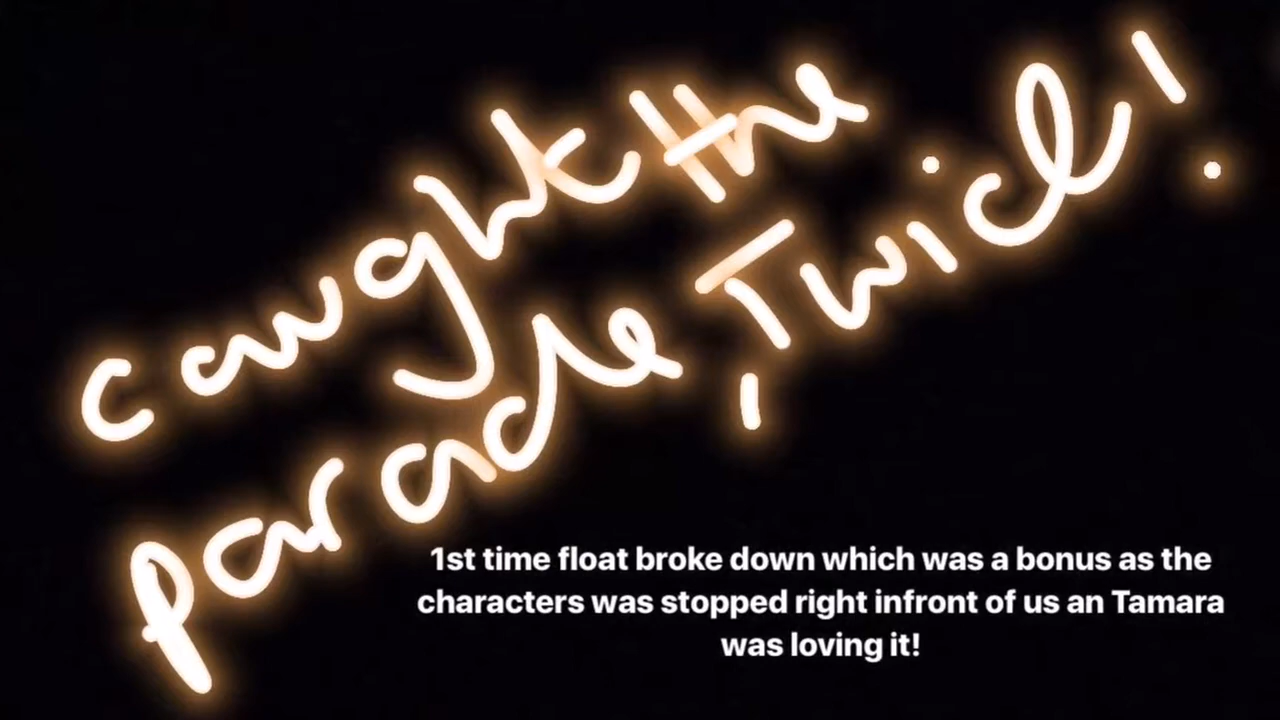 caught the
parade, Twice!
1st time float broke down which was a bonus as the
characters was stopped right infront of us an Tamara
was loving it!